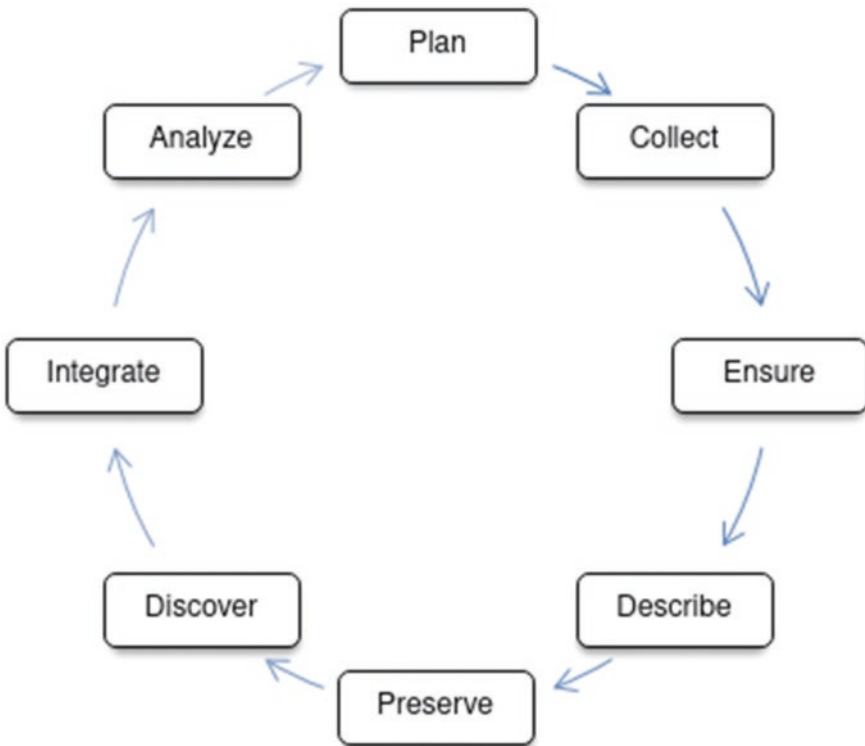 Plan
Collect
Ensure
Describe
Preserve
Discover
Integrate
Analyze